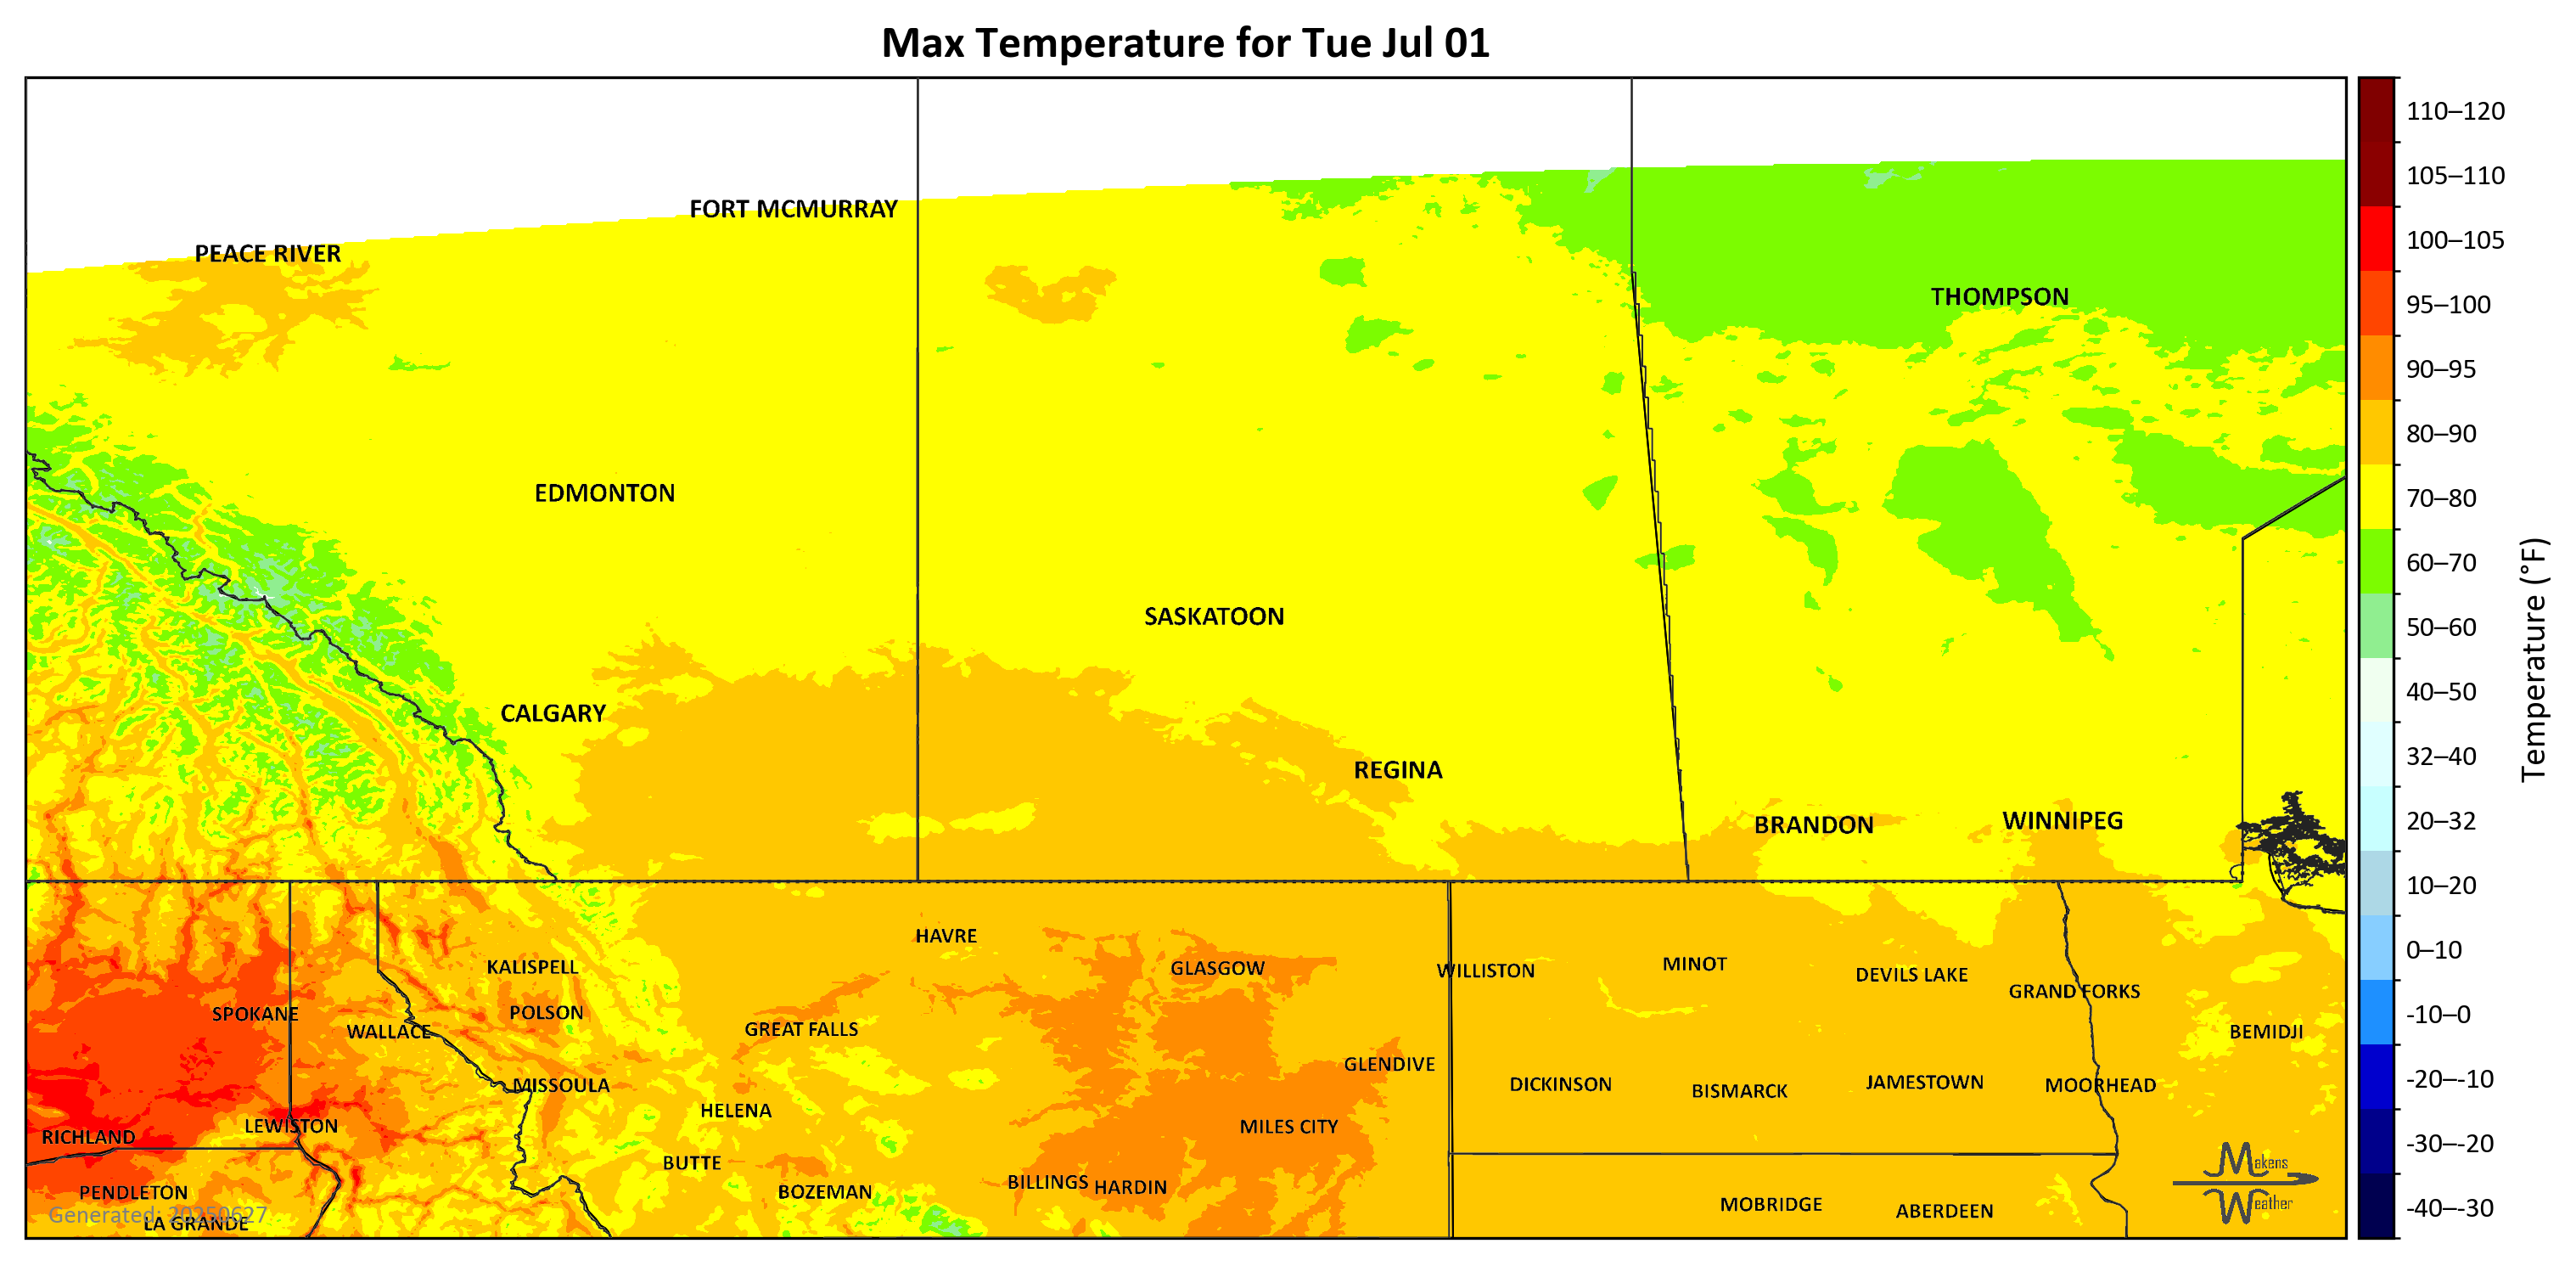 Max Temperature for Tue Jul 01
110–120
105–110
FORT MCMURRAY
100–105
PEACE RIVER
THOMPSON
95–100
90–95
80–90
EDMONTON
70–80
60–70
SASKATOON
50–60
Temperature (°F)
40–50
CALGARY
32–40
REGINA
BRANDON
WINNIPEG
20–32
10–20
HAVRE
0–10
KALISPELL
GLASGOW
WILLISTON
MINOT
DEVILS LAKE
GRAND FORKS
SPOKANE
POLSON
-10–0
WALLACE
GREAT FALLS
BEMIDJI
GLENDIVE
-20–-10
MISSOULA
DICKINSON
BISMARCK
JAMESTOWN
MOORHEAD
HELENA
LEWISTON
MILES CITY
RICHLAND
-30–-20
BUTTE
Makens
Weather
PENDLETON
BOZEMAN
BILLINGS
HARDIN
MOBRIDGE
ABERDEEN
-40–-30
Generated: 20250627
LA GRANDE